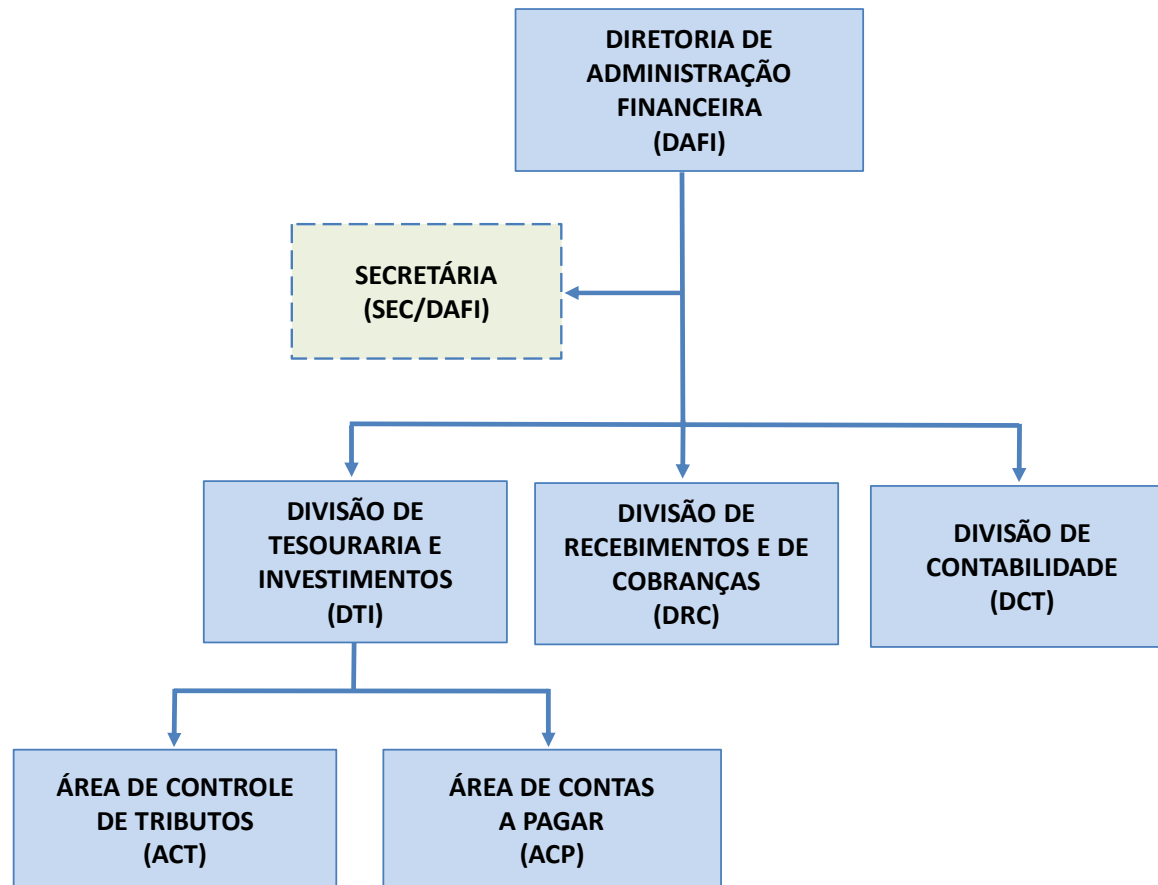 DIRETORIA DE
ADMINISTRAÇÃO
FINANCEIRA
(DAFI)
SECRETÁRIA
(SEC/DAFI)
DIVISÃO DE
TESOURARIA E
INVESTIMENTOS
(DTI)
DIVISÃO DE
RECEBIMENTOS E DE
COBRANÇAS
(DRC)
DIVISÃO DE
CONTABILIDADE
(DCT)
ÁREA DE CONTROLE
DE TRIBUTOS
(ACT)
ÁREA DE CONTAS
A PAGAR
(ACP)